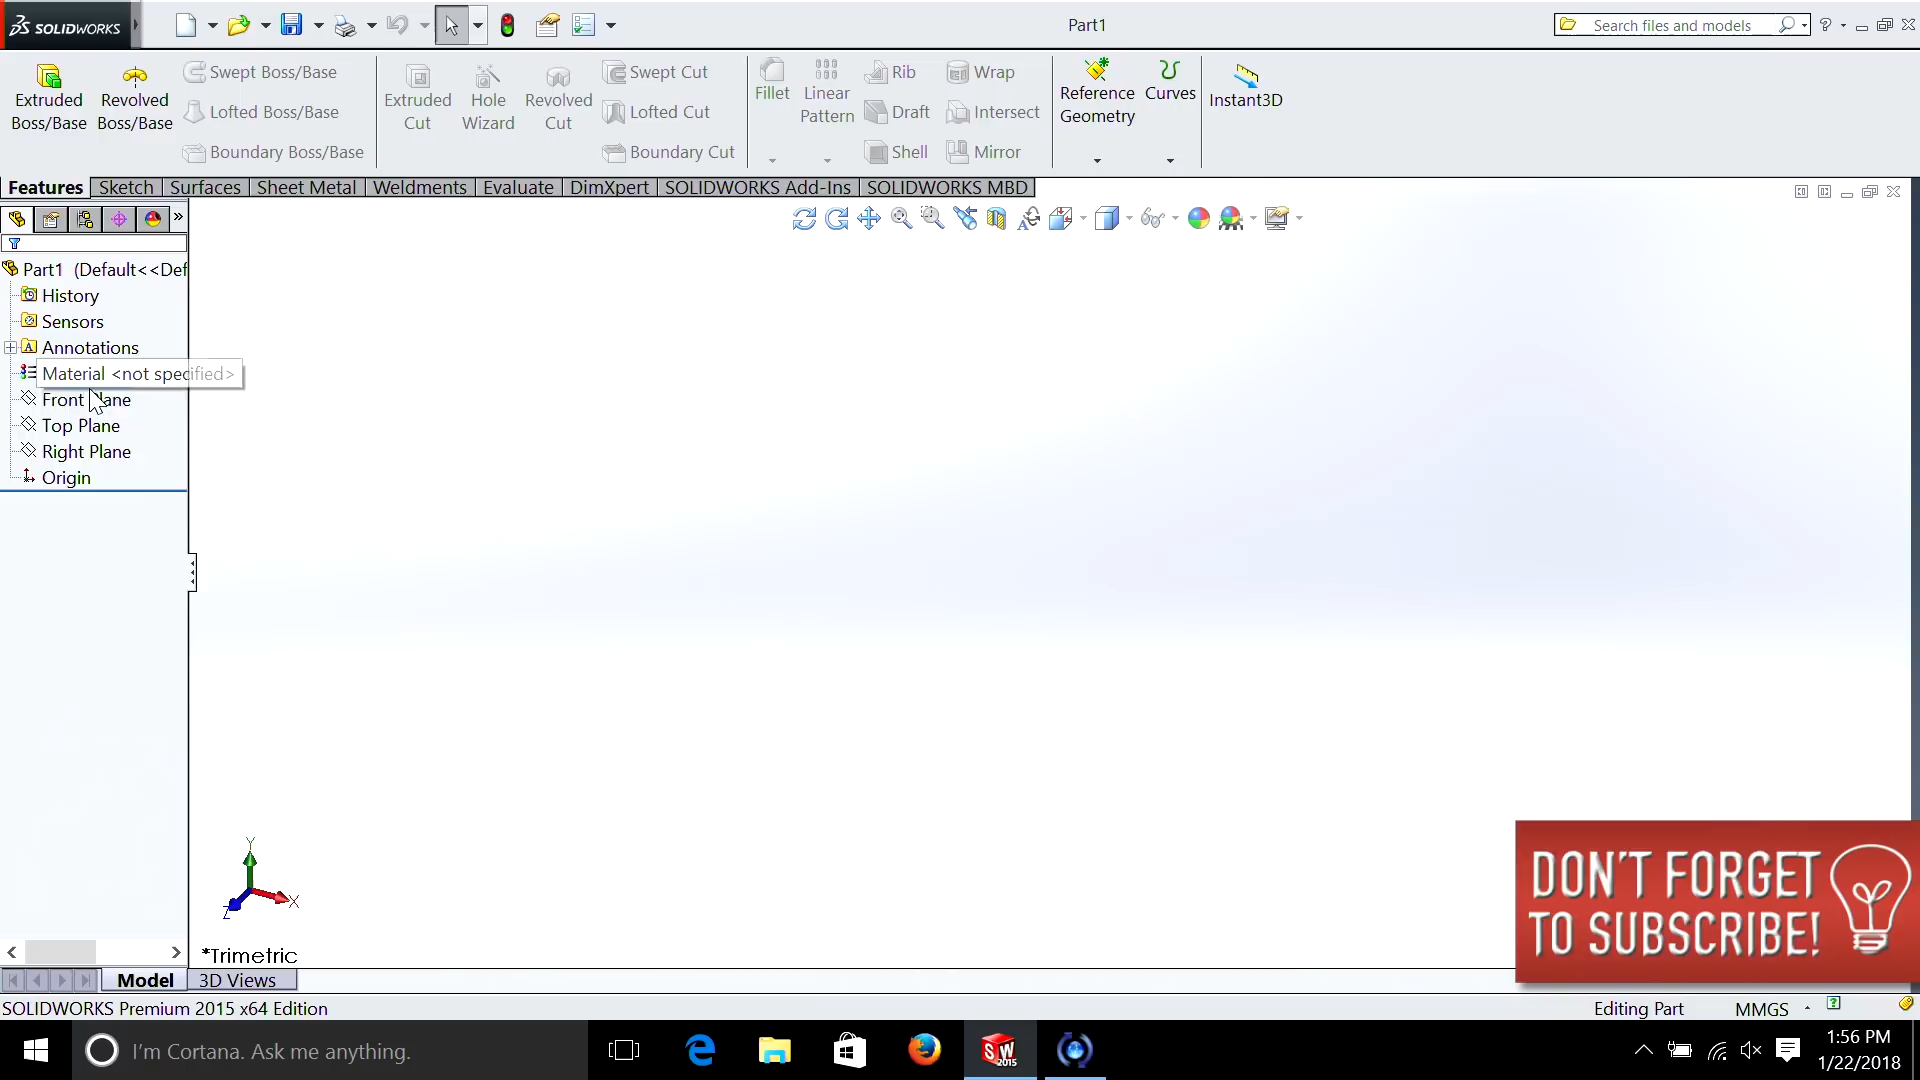 SOLIDWORKS
Part1
Search files and models
?
Extruded
Boss/Base
Revolved
Boss/Base
Swept Boss/Base
Lofted Boss/Base
Boundary Boss/Base
Extruded
Cut
Hole
Wizard
Revolved
Cut
Swept Cut
Lofted Cut
Boundary Cut
Fillet
Linear
Pattern
Rib
Draft
Shell
Wrap
Intersect
Mirror
Reference
Geometry
Curves
Instant3D
Features
Sketch
Surfaces
Sheet Metal
Weldments
Evaluate
DimXpert
SOLIDWORKS Add-Ins
SOLIDWORKS MBD
Part1 (Default<<Def
History
Sensors
Annotations
Material <not specified>
Front Plane
Top Plane
Right Plane
Origin
Y
X
Z
*Trimetric
DON'T FORGET
TO SUBSCRIBE!
Model
3D Views
SOLIDWORKS Premium 2015 x64 Edition
Editing Part
MMGS
I'm Cortana. Ask me anything.
SW
2015
1:56 PM
1/22/2018